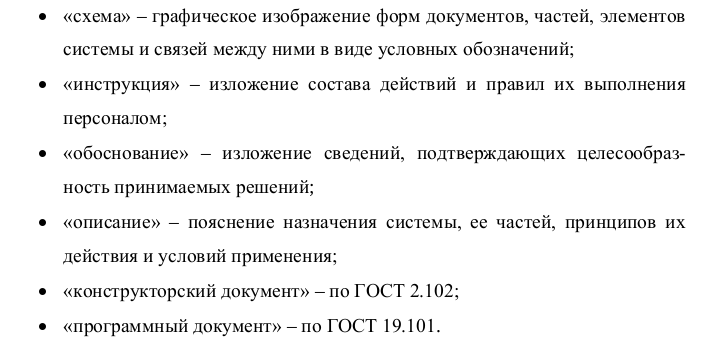 • «схема» – графическое изображение форм документов, частей, элементов
системы и связей между ними в виде условных обозначений;
• «инструкция» – изложение состава действий и правил их выполнения
персоналом;
• «обоснование» – изложение сведений, подтверждающих целесообраз-
ность принимаемых решений;
• «описание» – пояснение назначения системы, ее частей, принципов их
действия и условий применения;
• «конструкторский документ» – по ГОСТ 2.102;
• «программный документ» – по ГОСТ 19.101.